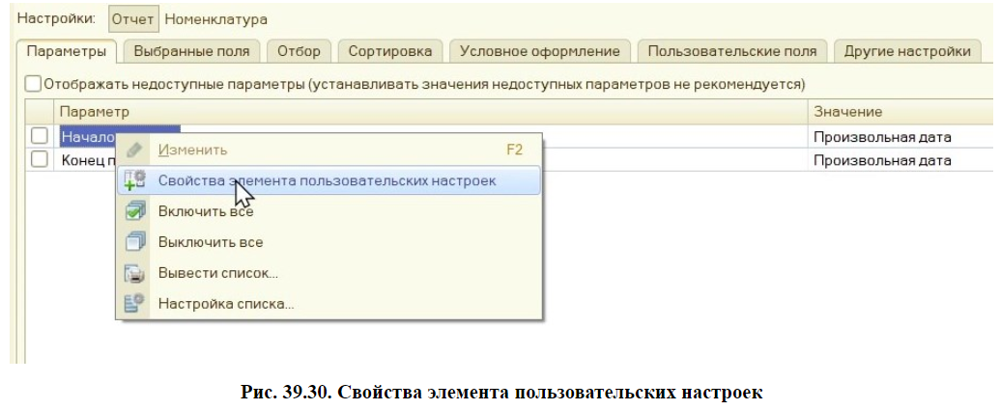 Настройки: Отчет Номенклатура
Параметры Выбранные поля Отбор Сортировка Условное оформление Пользовательские поля Другие настройки
Отображать недоступные параметры (устанавливать значения недоступных параметров не рекомендуется)
Параметр Значение
Начало Произвольная дата
Конец п Произвольная дата
Изменить F2
Свойства элемента пользовательских настроек
Включить все
Выключить все
Вывести список...
Настройка списка...
Рис. 39.30. Свойства элемента пользовательских настроек